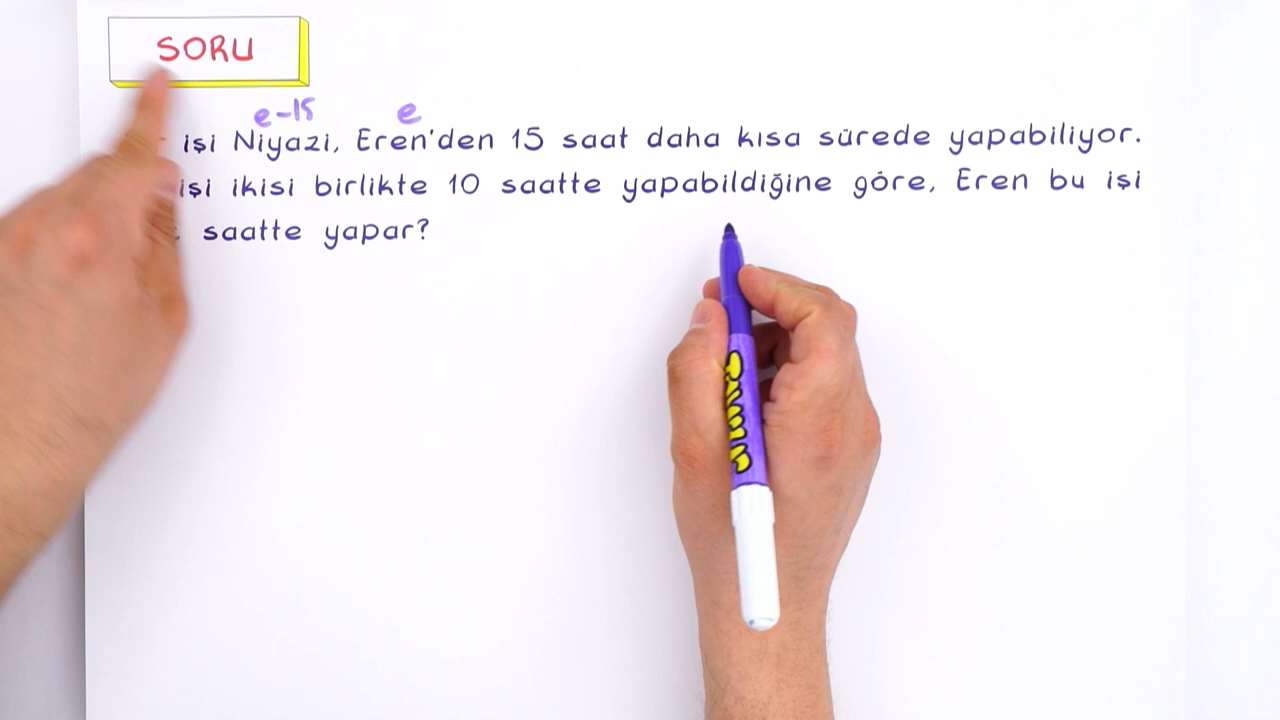 SORU
e-15 e
işi Niyazi, Eren'den 15 saat daha kısa sürede yapabiliyor.
işi ikisi birlikte 10 saatte yapabildiğine göre, Eren bu işi
saatte yapar?